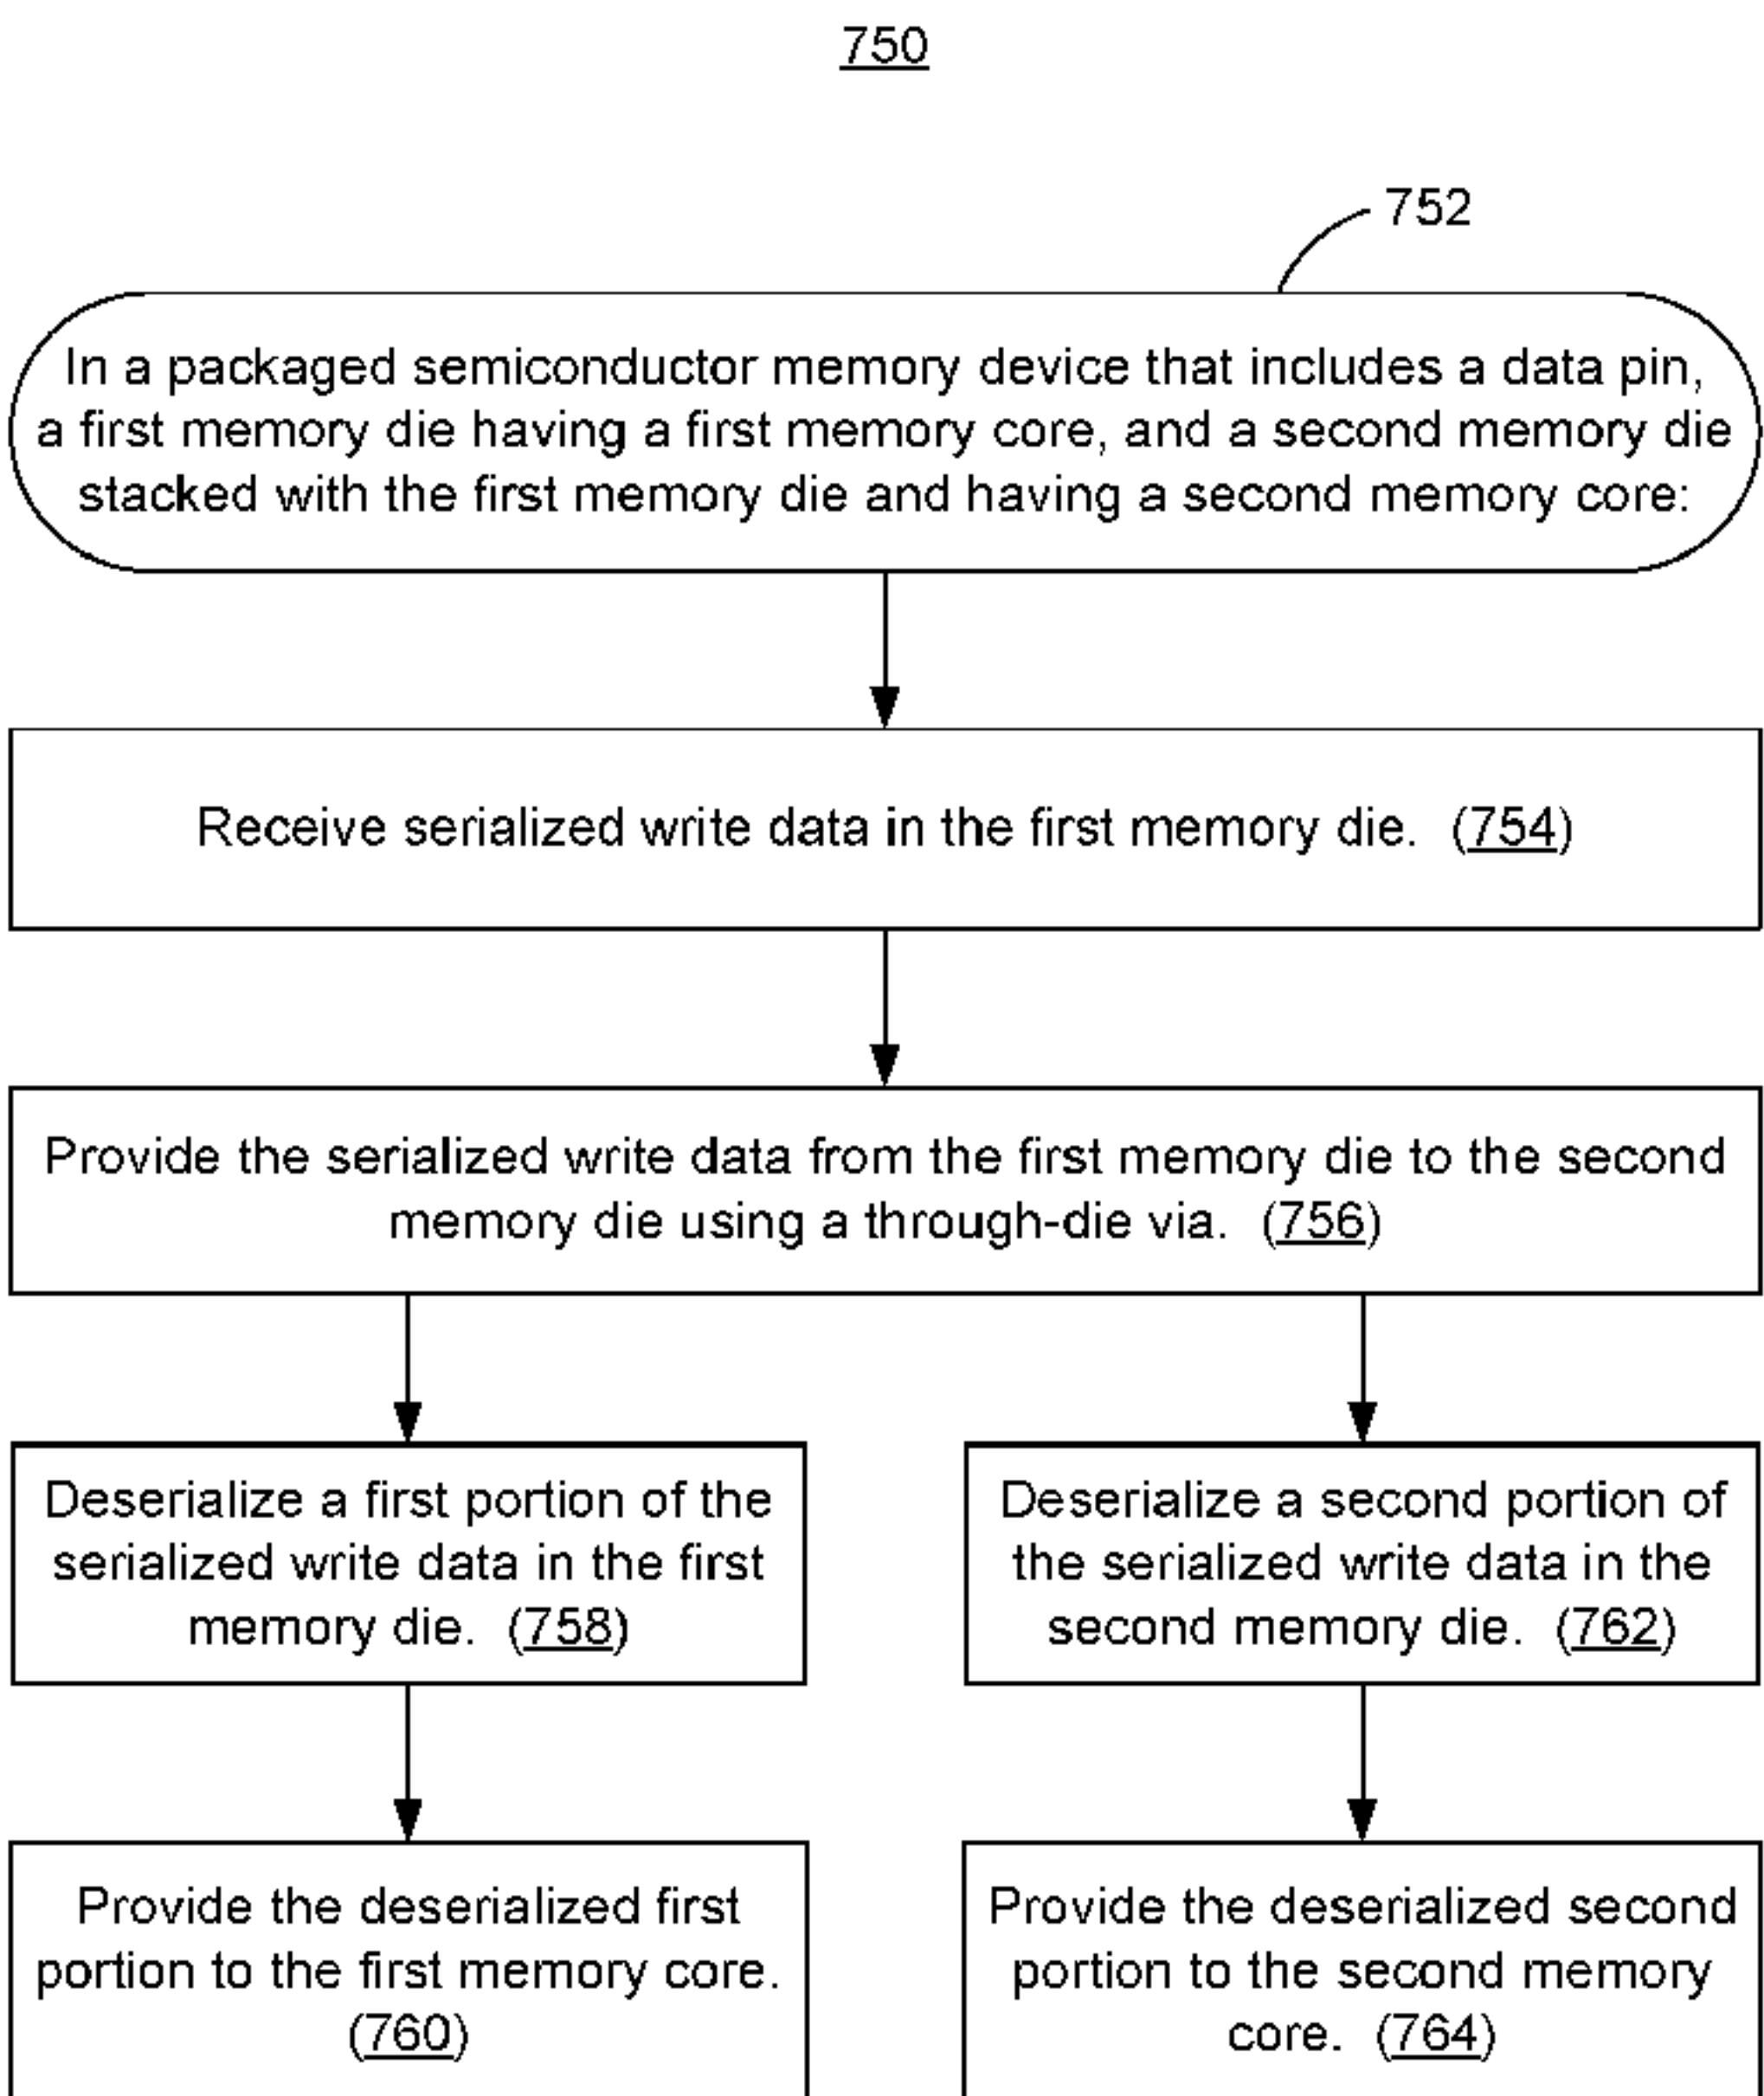 750
752
In a packaged semiconductor memory device that includes a data pin,
a first memory die having a first memory core, and a second memory die
stacked with the first memory die and having a second memory core:
Receive serialized write data in the first memory die. (754)
Provide the serialized write data from the first memory die to the second
memory die using a through-die via. (756)
Deserialize a first portion of the
serialized write data in the first
memory die. (758)
Deserialize a second portion of
the serialized write data in the
second memory die. (762)
Provide the deserialized first
portion to the first memory core.
(760)
Provide the deserialized second
portion to the second memory
core. (764)